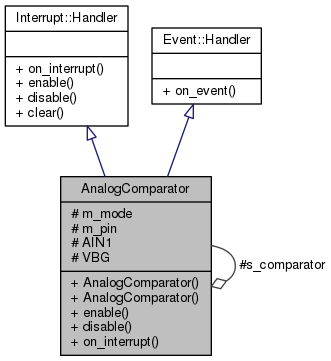 Interrupt::Handler
+ on_interrupt()
+ enable()
+ disable()
+ clear()
Event::Handler
+ on_event()
AnalogComparator
# m_mode
# m_pin
# AIN1
# VBG
+ AnalogComparator()
+ AnalogComparator()
+ enable()
+ disable()
+ on_interrupt()
#s_comparator